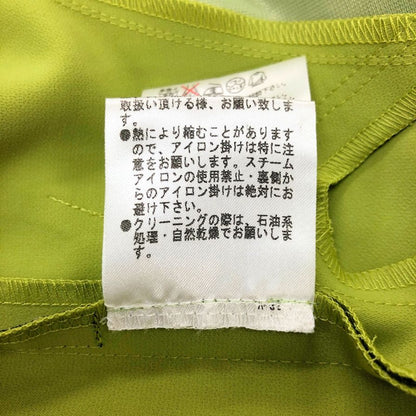 取扱い頂ける様、お願い致しま
す。
●熱により縮むことがあります
ので、アイロン掛けは特に注
意をお願いします。スチーム
アイロンの使用禁止・裏側か
らのアイロン掛けは絶対にお
避け下さい。
●クリーニングの際は、石油系
処理・自然乾燥でお願いしま
す。